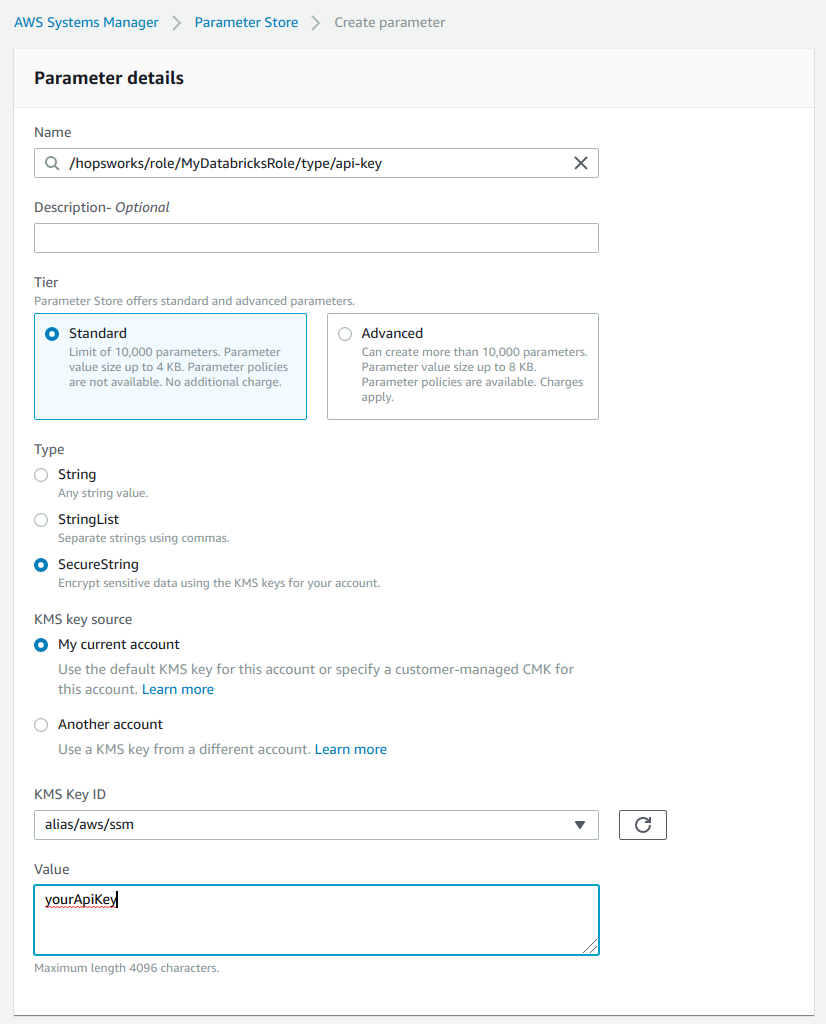 AWS Systems Manager > Parameter Store > Create parameter
Parameter details
Name
/hopsworks/role/MyDatabricksRole/type/api-key
Description- Optional
Tier
Parameter Store offers standard and advanced parameters.
Standard
Limit of 10,000 parameters. Parameter
value size up to 4 KB. Parameter policies
are not available. No additional charge.
Advanced
Can create more than 10,000 parameters.
Parameter value size up to 8 KB.
Parameter policies are available. Charges
apply.
Type
String
Any string value.
StringList
Separate strings using commas.
SecureString
Encrypt sensitive data using the KMS keys for your account.
KMS key source
My current account
Use the default KMS key for this account or specify a customer-managed CMK for
this account. Learn more
Another account
Use a KMS key from a different account. Learn more
KMS Key ID
alias/aws/ssm
Value
yourApiKey
Maximum length 4096 characters.